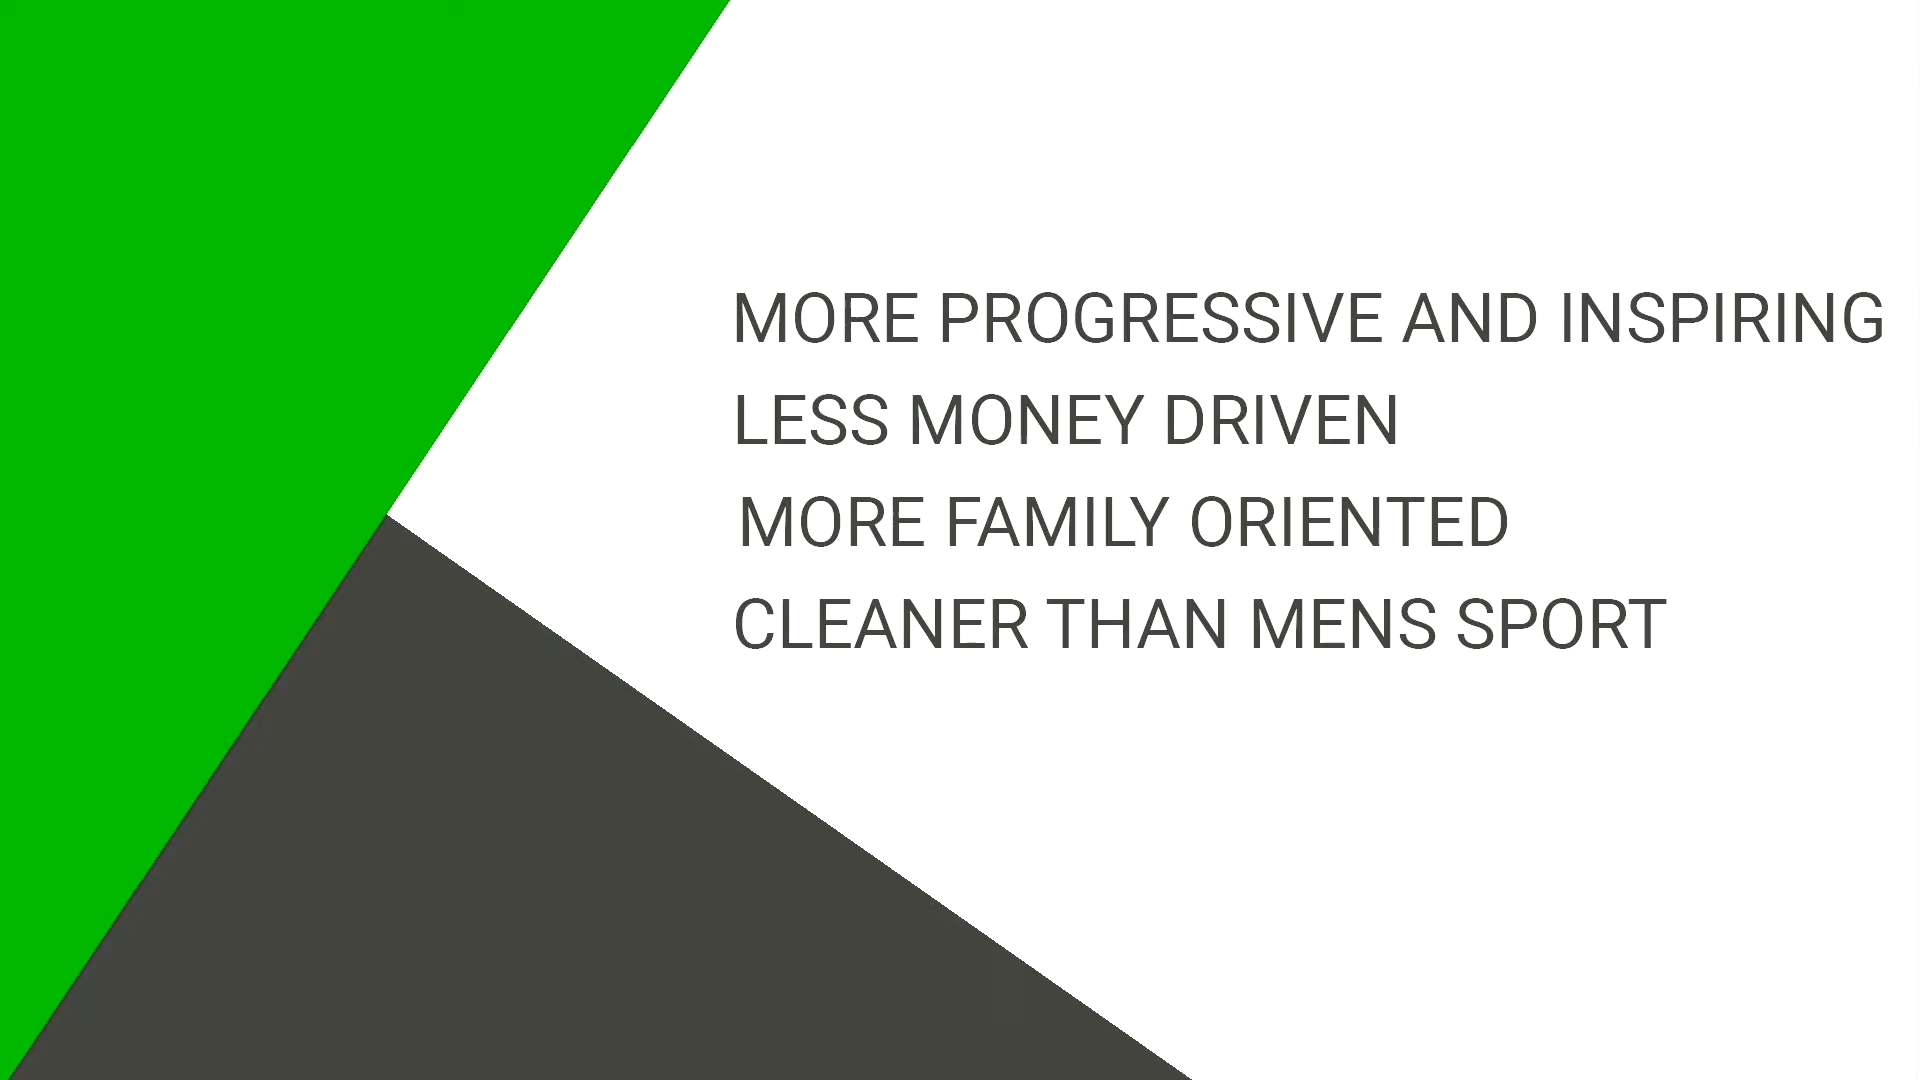 MORE PROGRESSIVE AND INSPIRING
LESS MONEY DRIVEN
MORE FAMILY ORIENTED
CLEANER THAN MENS SPORT